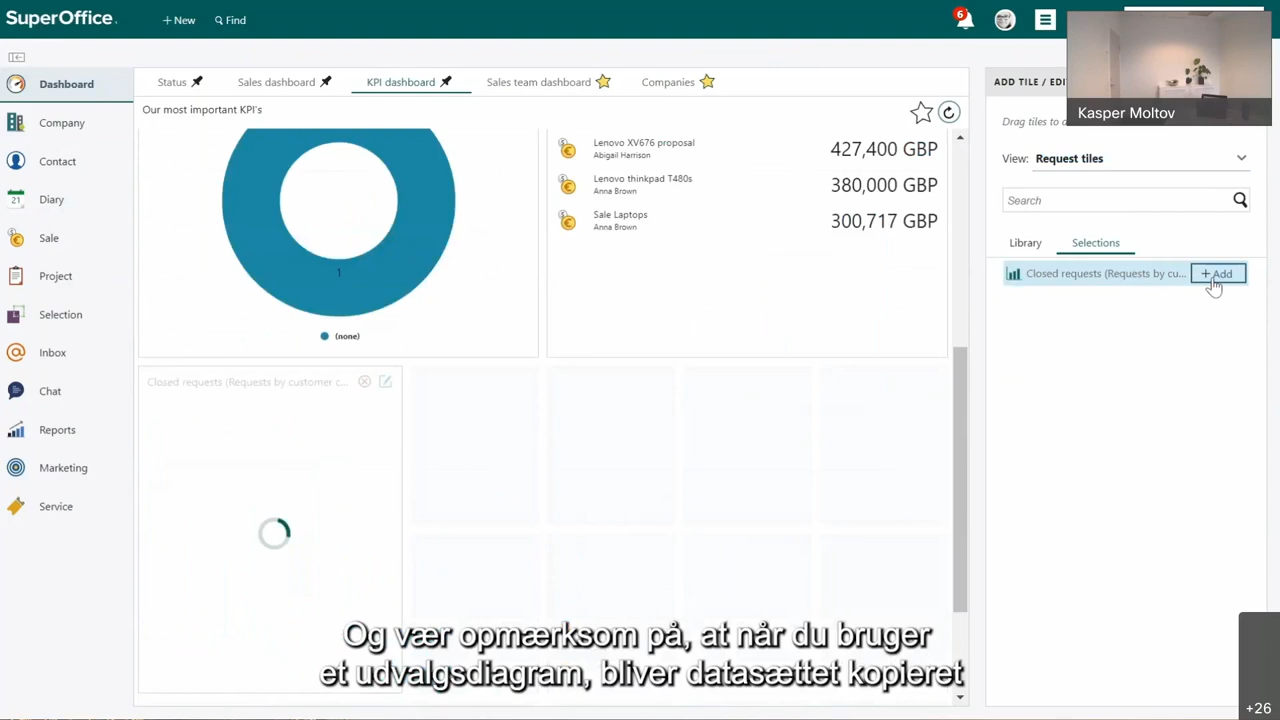 SuperOffice.
+ New
Find
6
Kasper Moltov
Dashboard
Company
Contact
21
Diary
Sale
Project
Selection
Inbox
Chat
Reports
Marketing
Service
Status
Sales dashboard
KPI dashboard
Sales team dashboard
Companies
Our most important KPI's
1
(none)
Lenovo XV676 proposal
Abigail Harrison
427,400 GBP
Lenovo thinkpad T480s
Anna Brown
380,000 GBP
Sale Laptops
Anna Brown
300,717 GBP
Closed requests (Requests by customer c...
ADD TILE / EDI
Drag tiles to
View: Request tiles
Search
Library
Selections
Closed requests (Requests by cu...
+ Add
Og vær opmærksom på, at når du bruger
et udvalgsdiagram, bliver datasættet kopieret
+26